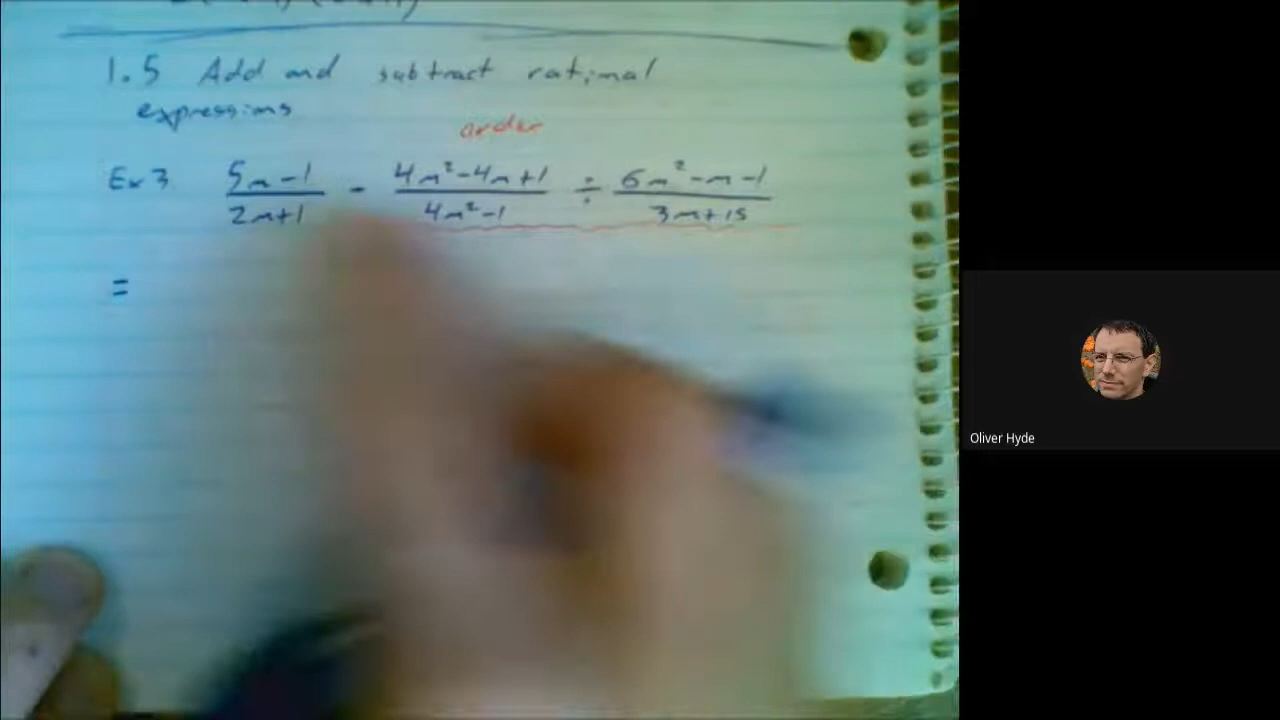 1.5 Add and subtract rational
expressions
order
Ex 3 5m-1/2m+1 - 4m²-4m+1/4m²-1 ÷ 6m²-m-1/3m+15
=
Oliver Hyde